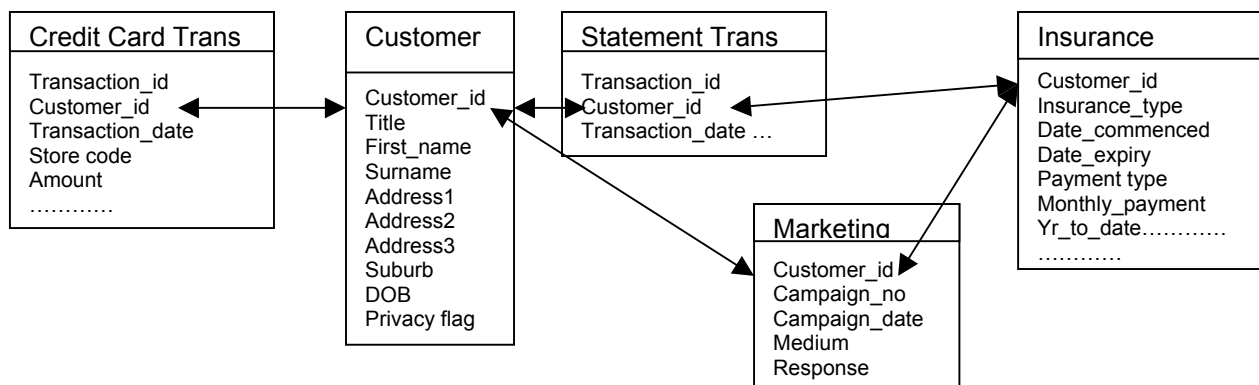 Credit Card Trans
Transaction_id
Customer_id
Transaction_date
Store code
Amount
…………
Customer
Customer_id
Title
First_name
Surname
Address1
Address2
Address3
Suburb
DOB
Privacy flag
Statement Trans
Transaction_id
Customer_id
Transaction_date …
Marketing
Customer_id
Campaign_no
Campaign_date
Medium
Response
Insurance
Customer_id
Insurance_type
Date_commenced
Date_expiry
Payment type
Monthly_payment
Yr_to_date…………
…………